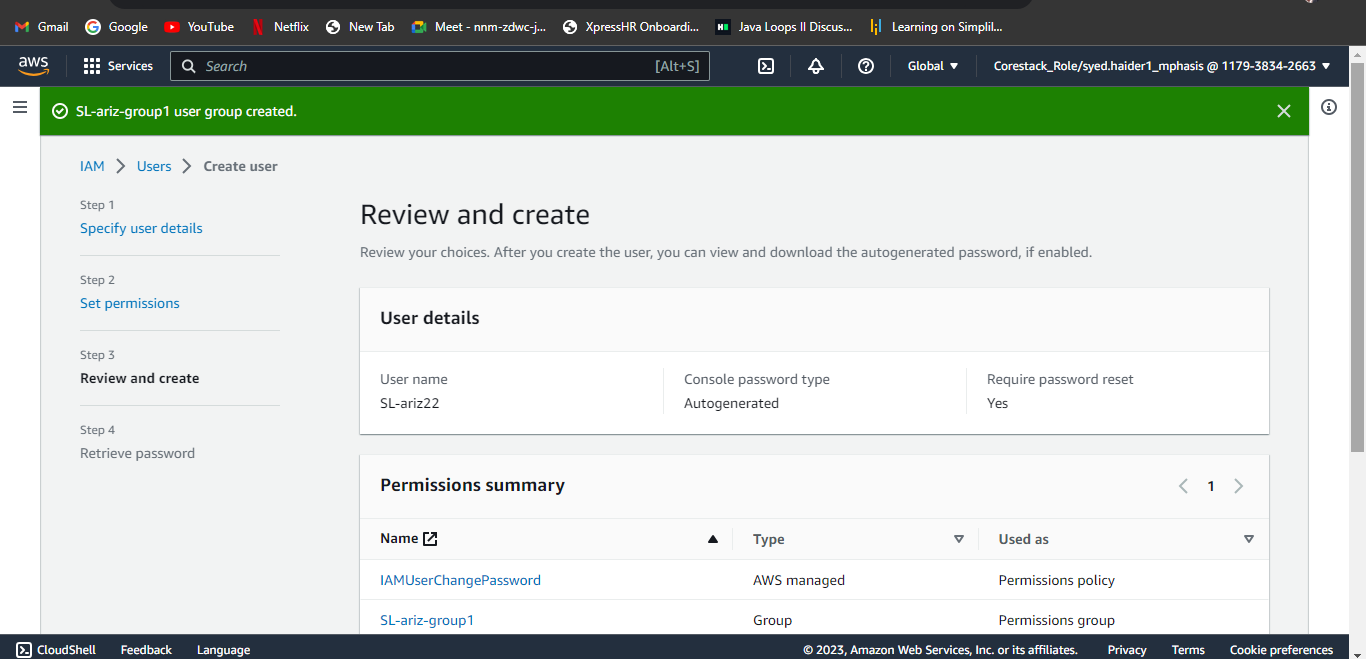 Gmail Google YouTube Netflix New Tab Meet - nnm-zdwc-j... XpressHR Onboardi... Java Loops II Discus... Learning on Simplil...
aws Services Search [Alt+S] Global Corestack_Role/syed.haider1_mphasis @ 1179-3834-2663
SL-ariz-group1 user group created.
IAM Users Create user
Step 1
Specify user details
Step 2
Set permissions
Step 3
Review and create
Step 4
Retrieve password
Review and create
Review your choices. After you create the user, you can view and download the autogenerated password, if enabled.
User details
User name Console password type Require password reset
SL-ariz22 Autogenerated Yes
Permissions summary 1
Name Type Used as
IAMUserChangePassword AWS managed Permissions policy
SL-ariz-group1 Group Permissions group
CloudShell Feedback Language © 2023, Amazon Web Services, Inc. or its affiliates. Privacy Terms Cookie preferences